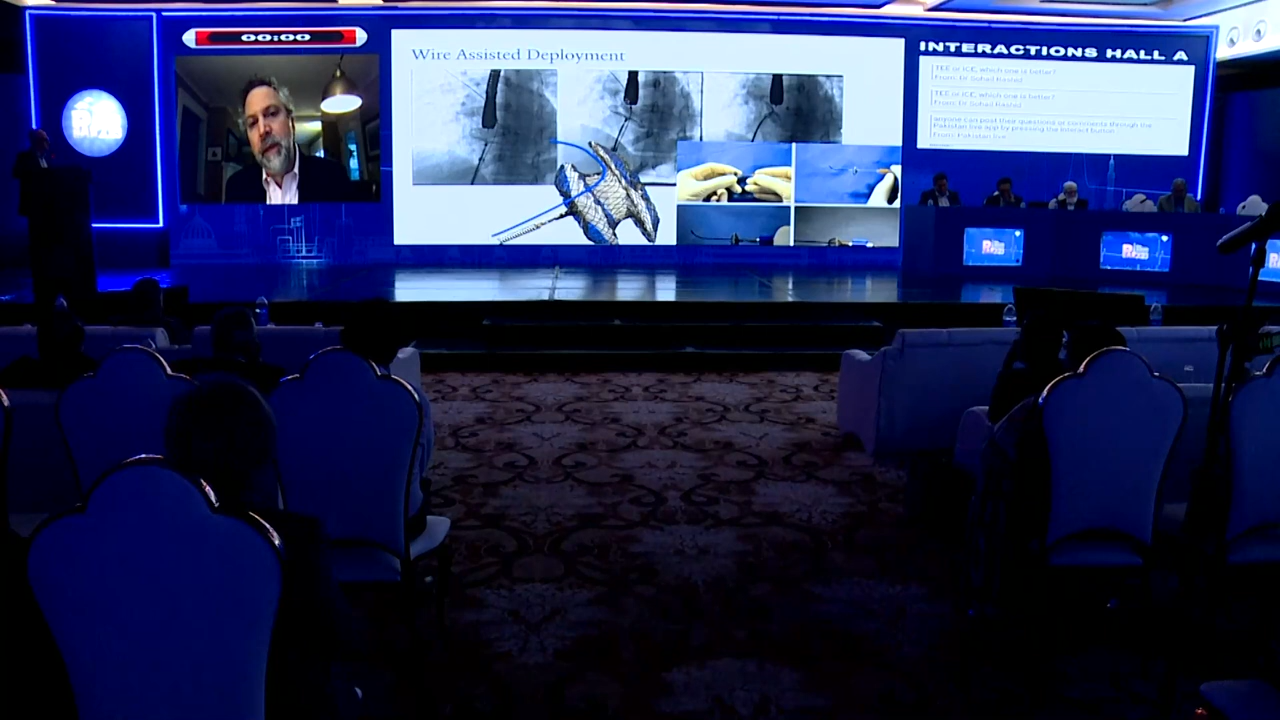 00:00
Wire Assisted Deployment
INTERACTIONS HALL A
TEE or ICE, which one is better?
From: Dr Sohail Rashid
TEE or ICE, which one is better?
From: Dr Sohail Rashid
anyone can post their questions or comments through the
Pakistan live app by pressing the interact button
From: Pakistan live